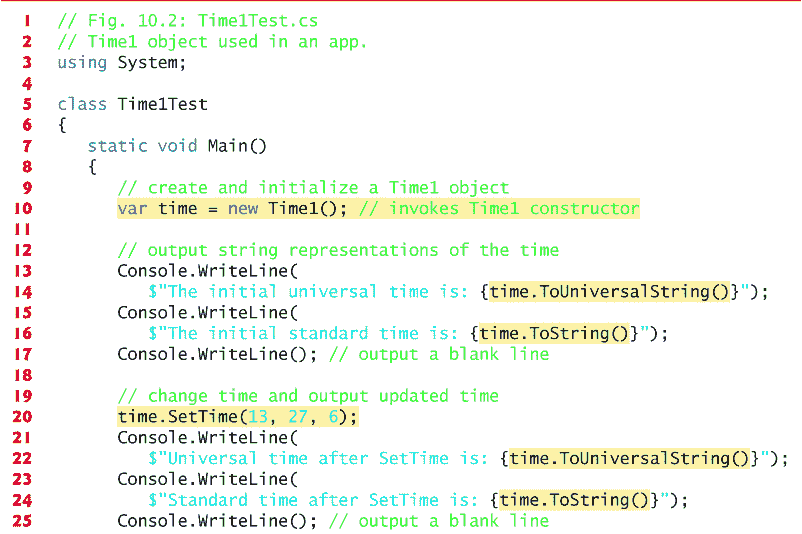 1 // Fig. 10.2: Time1Test.cs
2 // Time1 object used in an app.
3 using System;
4
5 class Time1Test
6 {
7 static void Main()
8 {
9 // create and initialize a Time1 object
10 var time = new Time1(); // invokes Time1 constructor
11
12 // output string representations of the time
13 Console.WriteLine(
14 $"The initial universal time is: {time.ToUniversalString()}");
15 Console.WriteLine(
16 $"The initial standard time is: {time.ToString()}");
17 Console.WriteLine(); // output a blank line
18
19 // change time and output updated time
20 time.SetTime(13, 27, 6);
21 Console.WriteLine(
22 $"Universal time after SetTime is: {time.ToUniversalString()}");
23 Console.WriteLine(
24 $"Standard time after SetTime is: {time.ToString()}");
25 Console.WriteLine(); // output a blank line